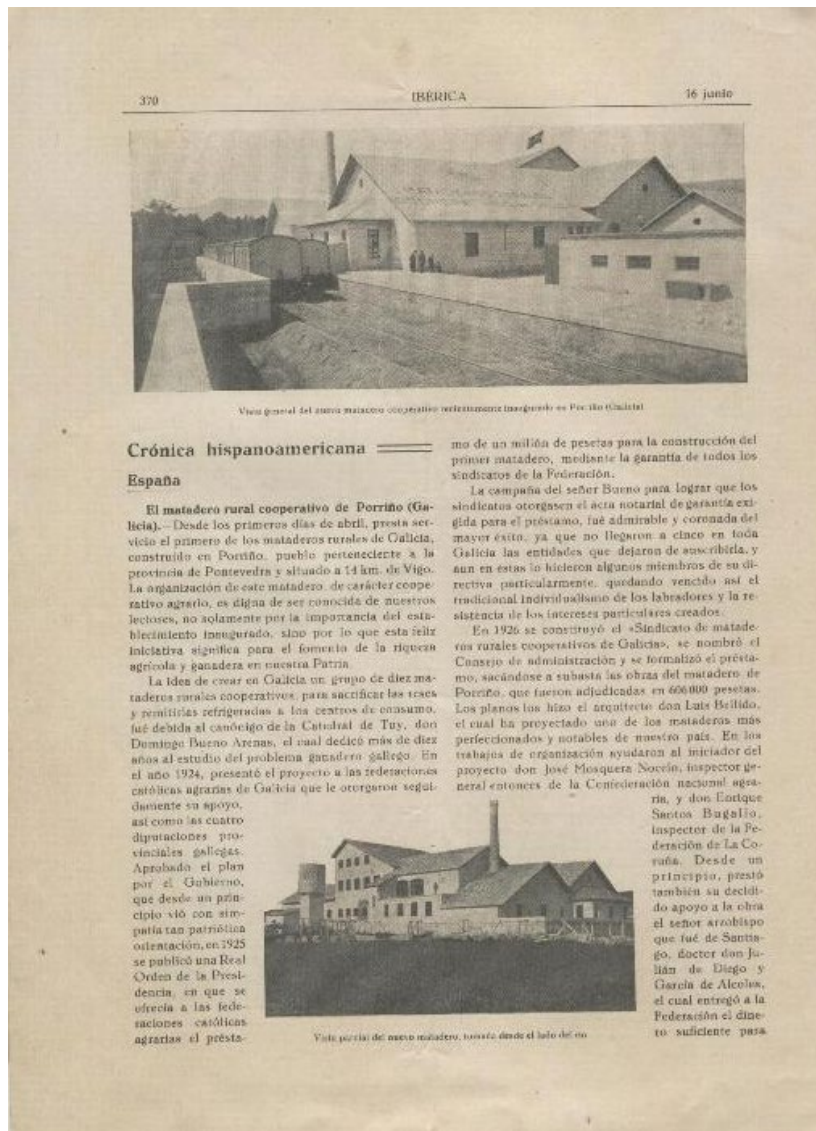 370
IBÉRICA
16 junio
Vista general del nuevo matadero cooperativo recientemente inaugurado en Porriño (Galicia)
Crónica hispanoamericana
España
El matadero rural cooperativo de Porriño (Ga-
licia).—Desde los primeros días de abril, presta ser-
vicio el primero de los mataderos rurales de Galicia,
construído en Porriño, pueblo perteneciente a la
provincia de Pontevedra y situado a 14 km. de Vigo.
La organización de este matadero, de carácter coope-
rativo agrario, es digna de ser conocida de nuestros
lectores, no solamente por la importancia del esta-
blecimiento inaugurado, sino por lo que esta feliz
iniciativa significa para el fomento de la riqueza
agrícola y ganadera en nuestra Patria.
La idea de crear en Galicia un grupo de diez ma-
taderos rurales cooperativos, para sacrificar las reses
y remitirlas refrigeradas a los centros de consumo,
fué debida al canónigo de la Catedral de Tuy, don
Domingo Bueno Arenas, el cual dedicó más de diez
años al estudio del problema ganadero gallego. En
el año 1924, presentó el proyecto a las federaciones
católicas agrarias de Galicia que le otorgaron segui-
damente su apoyo,
así como las cuatro
diputaciones pro-
vinciales gallegas.
Aprobado el plan
por el Gobierno,
que desde un prin-
cipio vió con sim-
patía tan patriótica
orientación, en 1925
se publicó una Real
Orden de la Presi-
dencia, en que se
ofrecía a las fede-
raciones católicas
agrarias el présta-
mo de un millón de pesetas para la construcción del
primer matadero, mediante la garantía de todos los
sindicatos de la Federación.
La campaña del señor Bueno para lograr que los
sindicatos otorgasen el acta notarial de garantía exi-
gida para el préstamo, fué admirable y coronada del
mayor éxito, ya que no llegaron a cinco en toda
Galicia las entidades que dejaron de suscribirla, y
aun en éstas lo hicieron algunos miembros de su di-
rectiva particularmente, quedando vencido así el
tradicional individualismo de los labradores y la re-
sistencia de los intereses particulares creados.
En 1926 se constituyó el «Sindicato de matade-
ros rurales cooperativos de Galicia», se nombró el
Consejo de administración y se formalizó el présta-
mo, sacándose a subasta las obras del matadero de
Porriño, que fueron adjudicadas en 606000 pesetas.
Los planos los hizo el arquitecto don Luis Bellido,
el cual ha proyectado uno de los mataderos más
perfeccionados y notables de nuestro país. En los
trabajos de organización ayudaron al iniciador del
proyecto don José Mosquera Nocein, inspector ge-
neral entonces de la Confederación nacional agra-
ria, y don Enrique
Santos Bugallo,
inspector de la Fe-
deración de La Co-
ruña. Desde un
principio, prestó
también su decidi-
do apoyo a la obra
el señor arzobispo
que fué de Santia-
go, doctor don Ju-
lián de Diego y
García de Alcolea,
el cual entregó a la
Federación el dine-
ro suficiente para
Vista parcial del nuevo matadero, tomada desde el lado del río